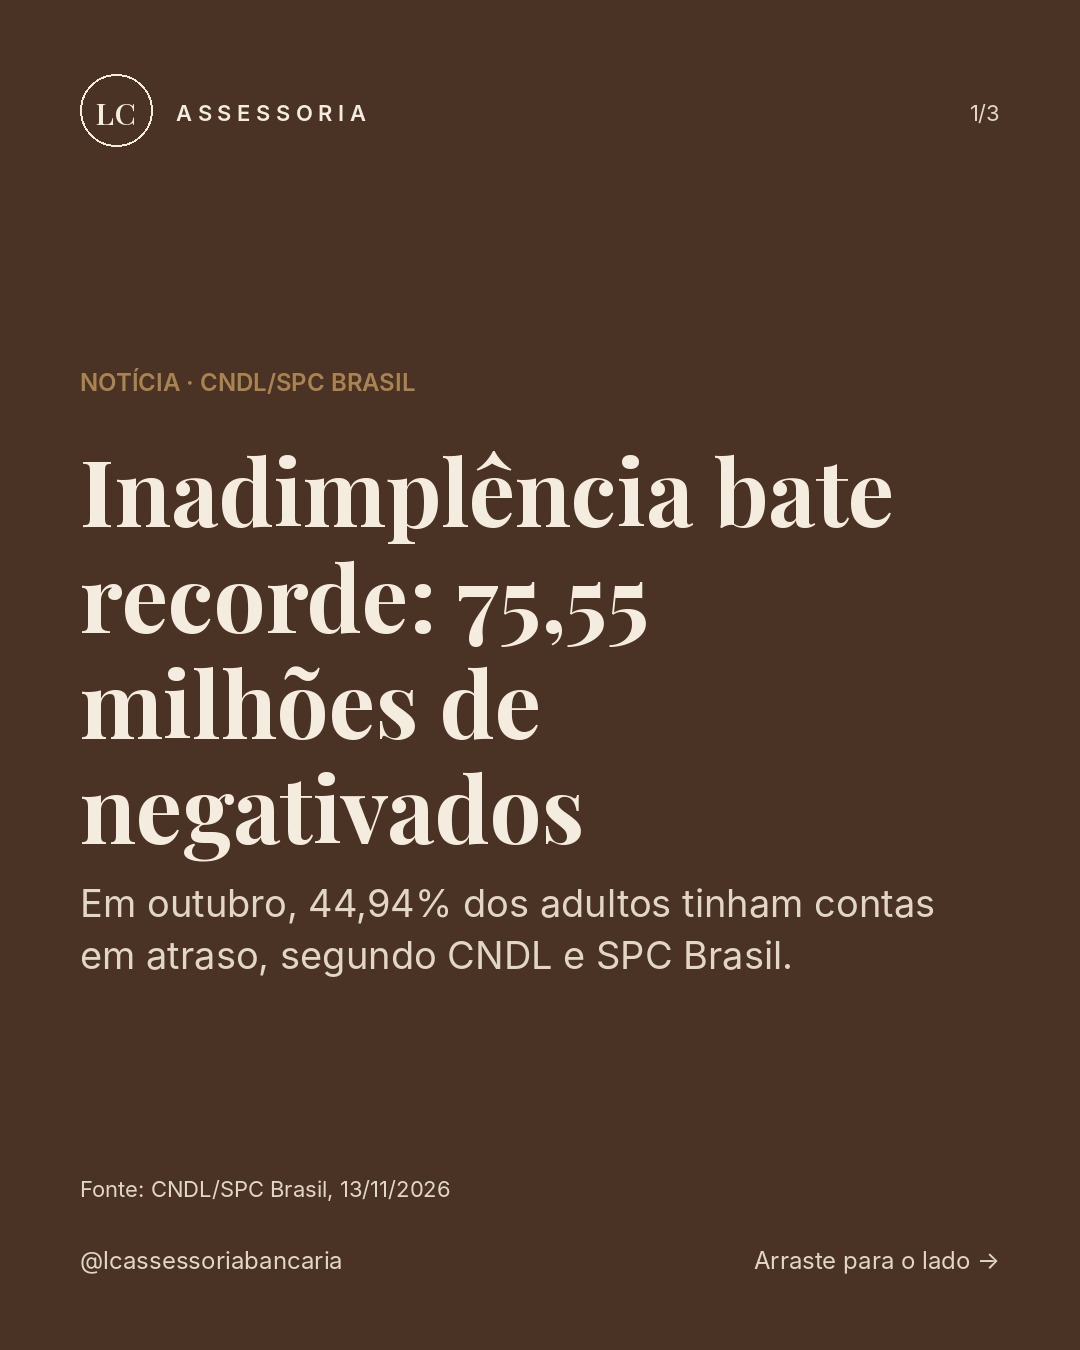 LC ASSESSORIA
1/3
NOTÍCIA · CNDL/SPC BRASIL
Inadimplência bate
recorde: 75,55
milhões de
negativados
Em outubro, 44,94% dos adultos tinham contas
em atraso, segundo CNDL e SPC Brasil.
Fonte: CNDL/SPC Brasil, 13/11/2026
@lcassessoriabancaria
Arraste para o lado →